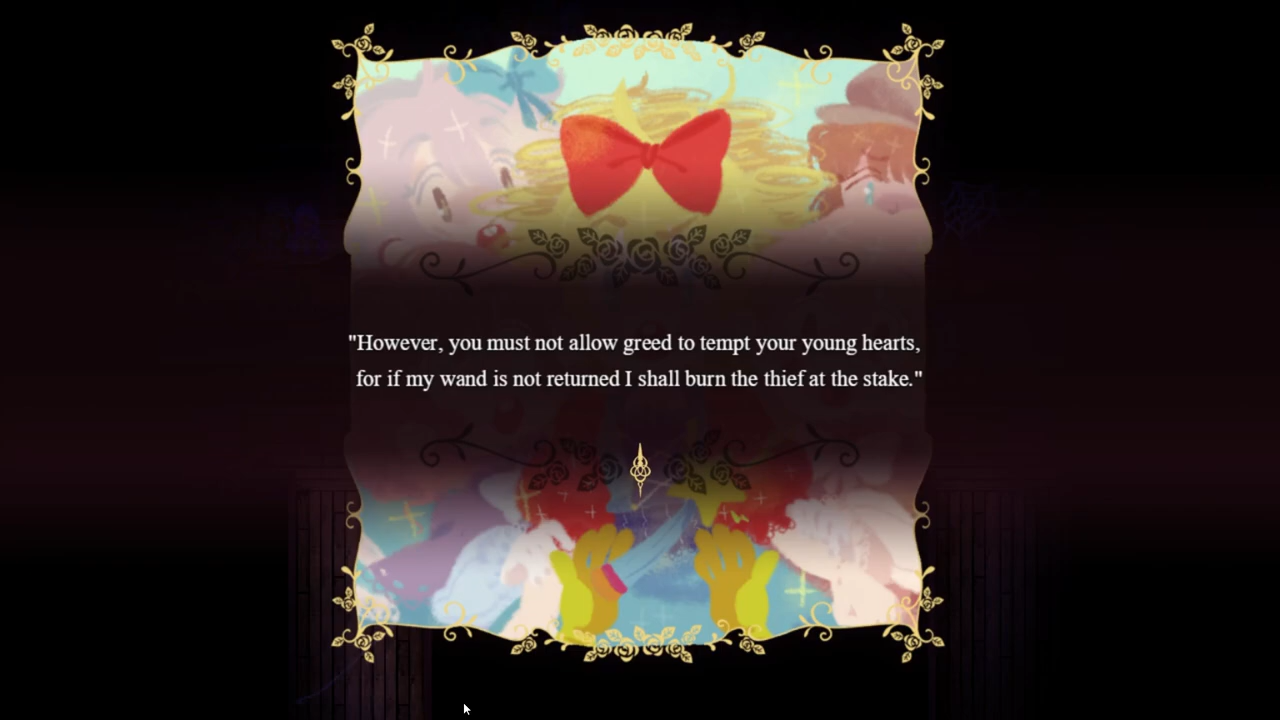 "However, you must not allow greed to tempt your young hearts,
for if my wand is not returned I shall burn the thief at the stake."